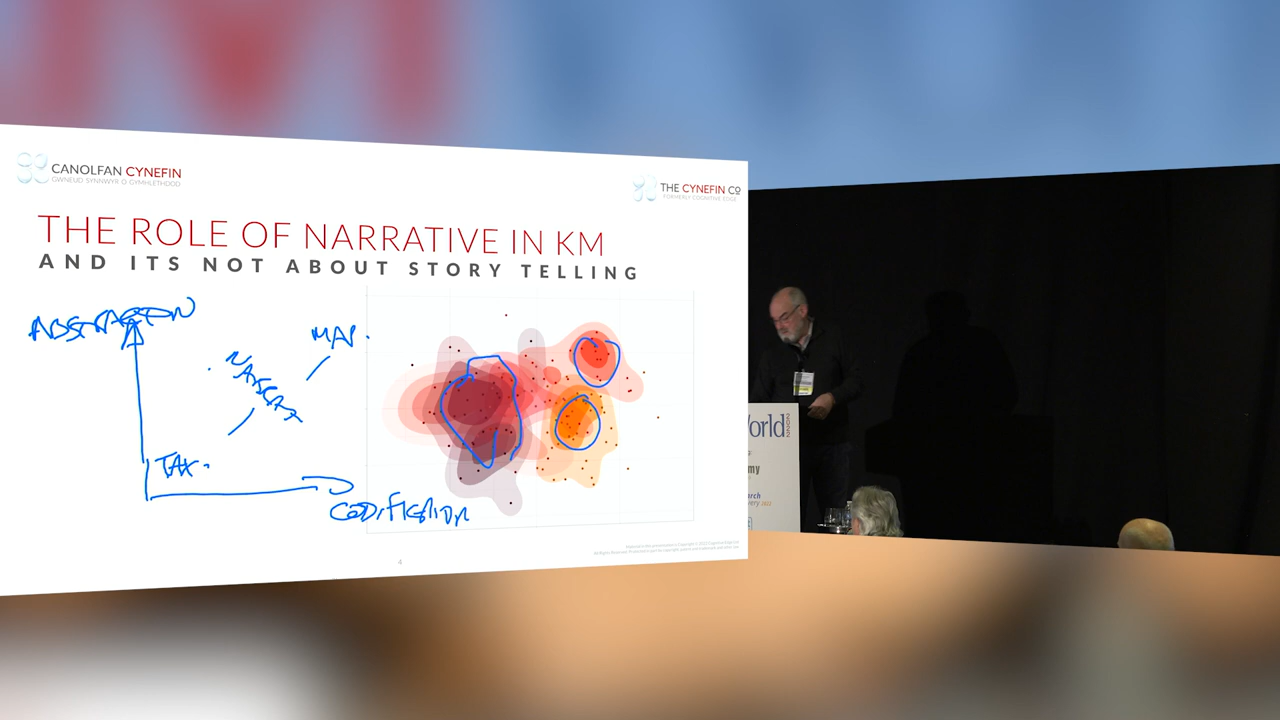 CANOLFAN CYNEFIN
GWNEUD SYNNWYR O GYMHLETHDOD
THE CYNEFIN Co
FORMERLY COGNITIVE EDGE
THE ROLE OF NARRATIVE IN KM
AND ITS NOT ABOUT STORY TELLING
ABSTRACTION
MAP.
TAX.
CODIFICATION
4
World